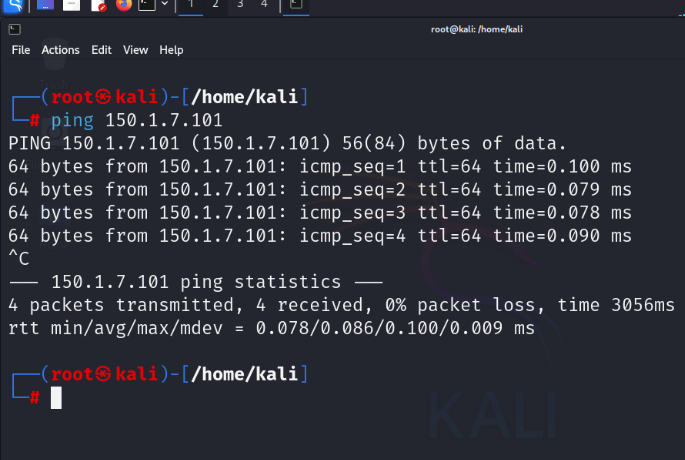 1 2 3 4
root@kali: /home/kali
File Actions Edit View Help
┌──(root㉿kali)-[/home/kali]
└─# ping 150.1.7.101
PING 150.1.7.101 (150.1.7.101) 56(84) bytes of data.
64 bytes from 150.1.7.101: icmp_seq=1 ttl=64 time=0.100 ms
64 bytes from 150.1.7.101: icmp_seq=2 ttl=64 time=0.079 ms
64 bytes from 150.1.7.101: icmp_seq=3 ttl=64 time=0.078 ms
64 bytes from 150.1.7.101: icmp_seq=4 ttl=64 time=0.090 ms
^C
--- 150.1.7.101 ping statistics ---
4 packets transmitted, 4 received, 0% packet loss, time 3056ms
rtt min/avg/max/mdev = 0.078/0.086/0.100/0.009 ms
┌──(root㉿kali)-[/home/kali]
└─#
KALI